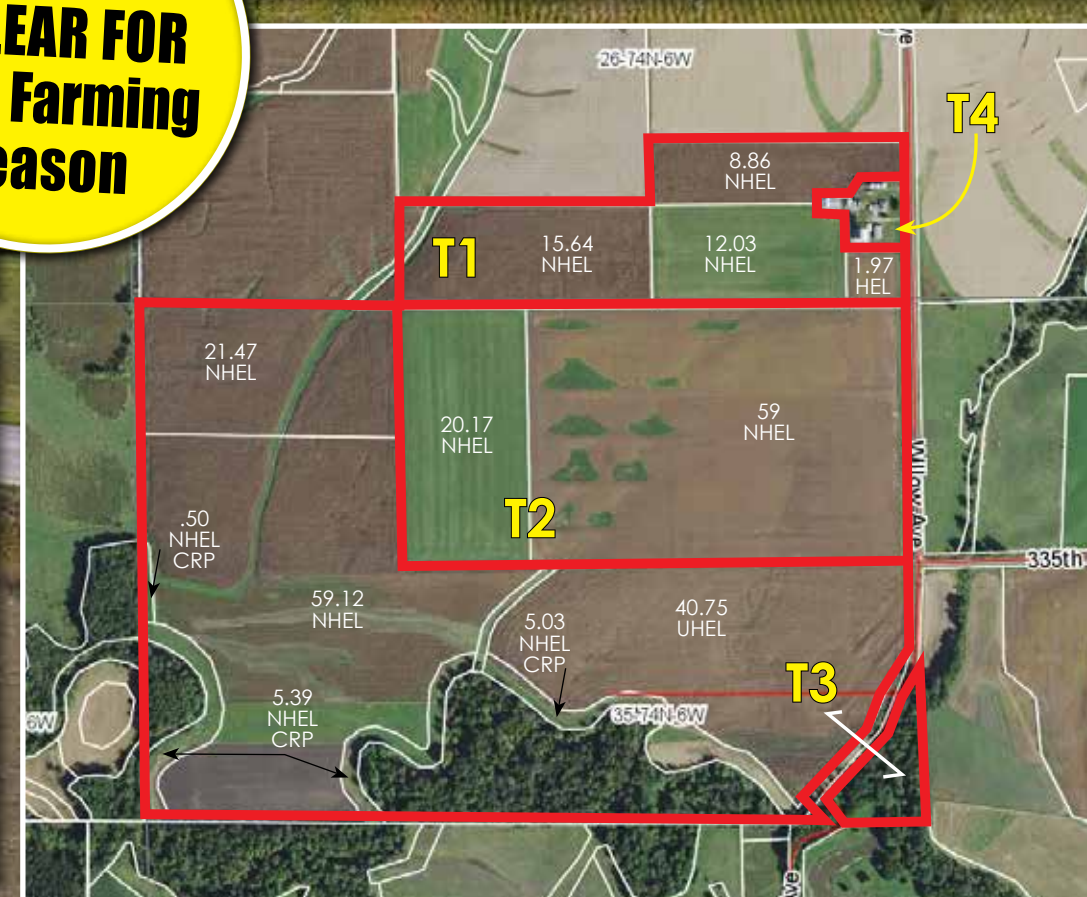 LEAR FOR
Farming
eason
26-74N-6W
T4
8.86
NHEL
T1
15.64
NHEL
12.03
NHEL
1.97
HEL
21.47
NHEL
20.17
NHEL
59
NHEL
T2
Willow Ave
335th
.50
NHEL
CRP
59.12
NHEL
5.03
NHEL
CRP
40.75
UHEL
T3
5.39
NHEL
CRP
35-74N-6W
6W
Ave